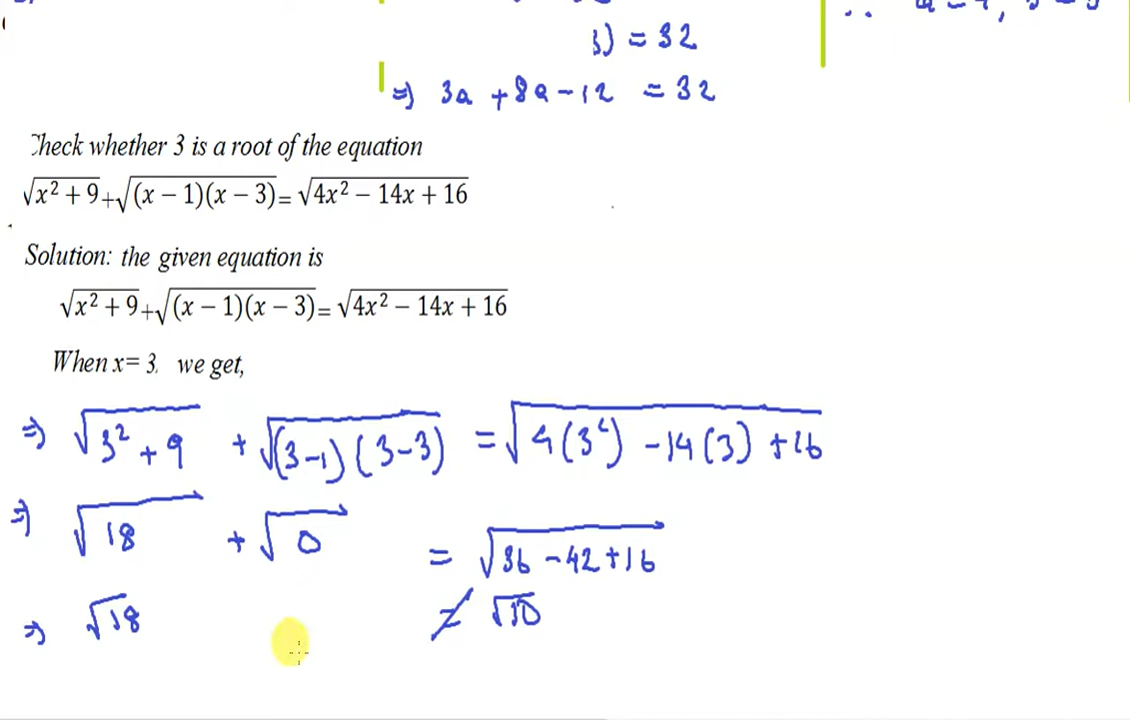 3) = 32
=> 3a + 8a - 12 = 32
Check whether 3 is a root of the equation
√(x² + 9)+√((x – 1)(x – 3))= √(4x² – 14x + 16)
Solution: the given equation is
√(x² + 9)+√((x – 1)(x – 3))= √(4x² – 14x + 16)
When x= 3. we get,
=> √(3² + 9) + √((3-1)(3-3)) = √(4(3²) - 14(3) + 16)
=> √18 + √0 = √(36 - 42 + 16)
=> √18 ≠ √10